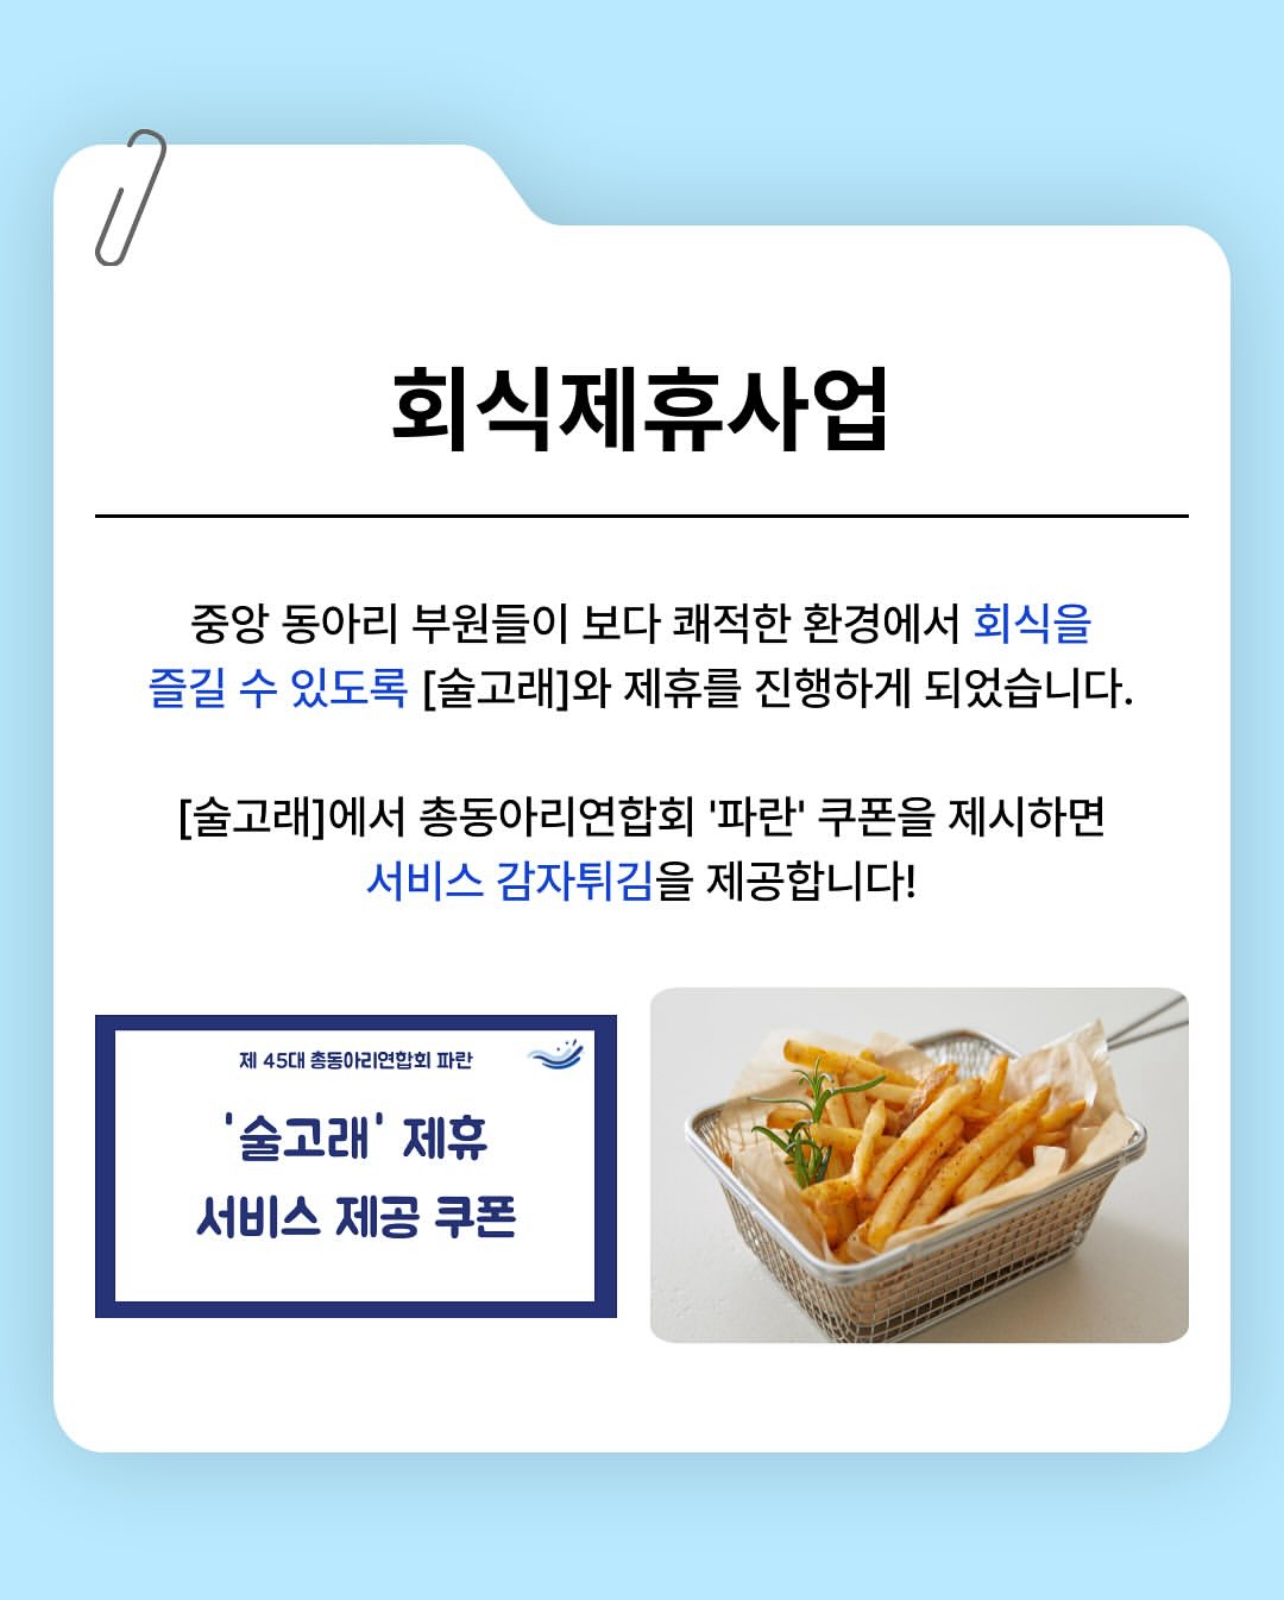 회식제휴사업
중앙 동아리 부원들이 보다 쾌적한 환경에서 회식을
즐길 수 있도록 [술고래]와 제휴를 진행하게 되었습니다.
[술고래]에서 총동아리연합회 '파란' 쿠폰을 제시하면
서비스 감자튀김을 제공합니다!
제 45대 총동아리연합회 파란
'술고래' 제휴
서비스 제공 쿠폰